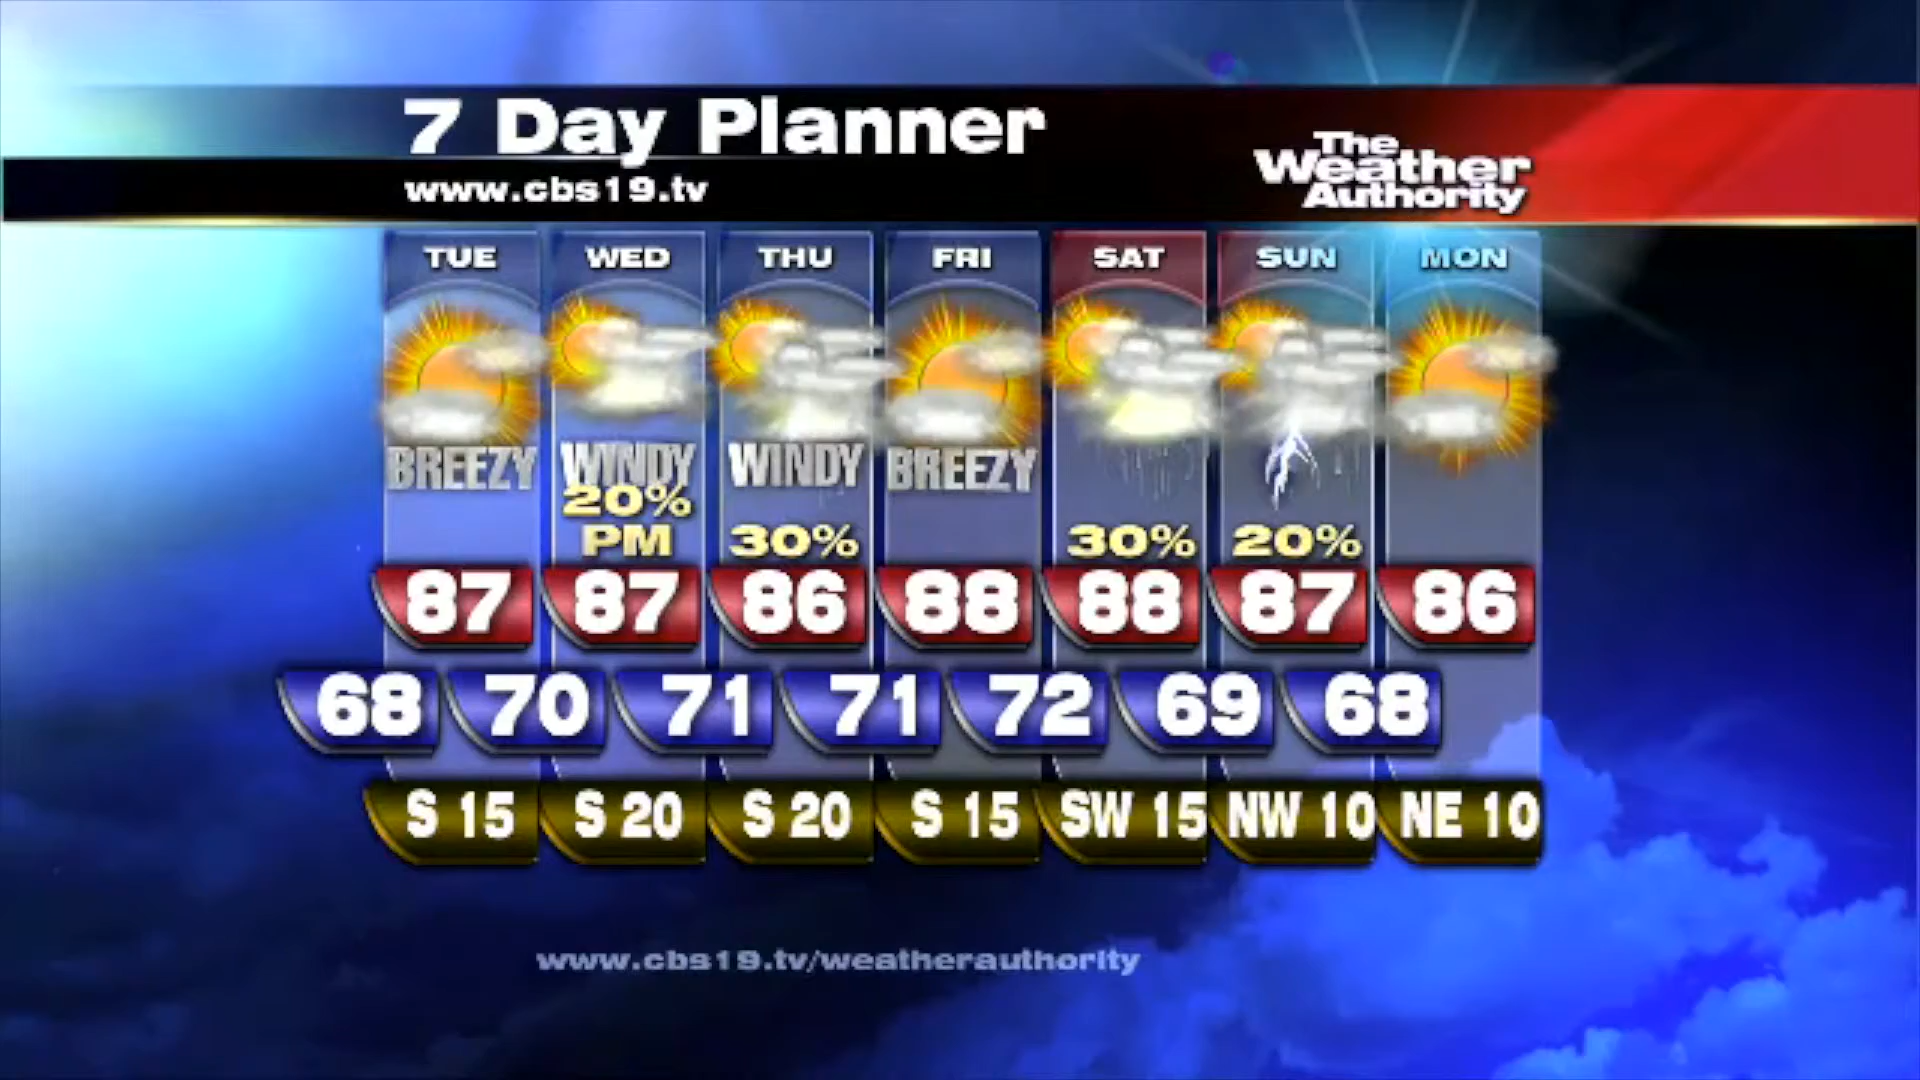 7 Day Planner
www.cbs19.tv
The
Weather
Authority
TUE WED THU FRI SAT SUN MON
BREEZY WINDY WINDY BREEZY
20%
PM 30% 30% 20%
87 87 86 88 88 87 86
68 70 71 71 72 69 68
S 15 S 20 S 20 S 15 SW 15 NW 10 NE 10
www.cbs19.tv/weatherauthority